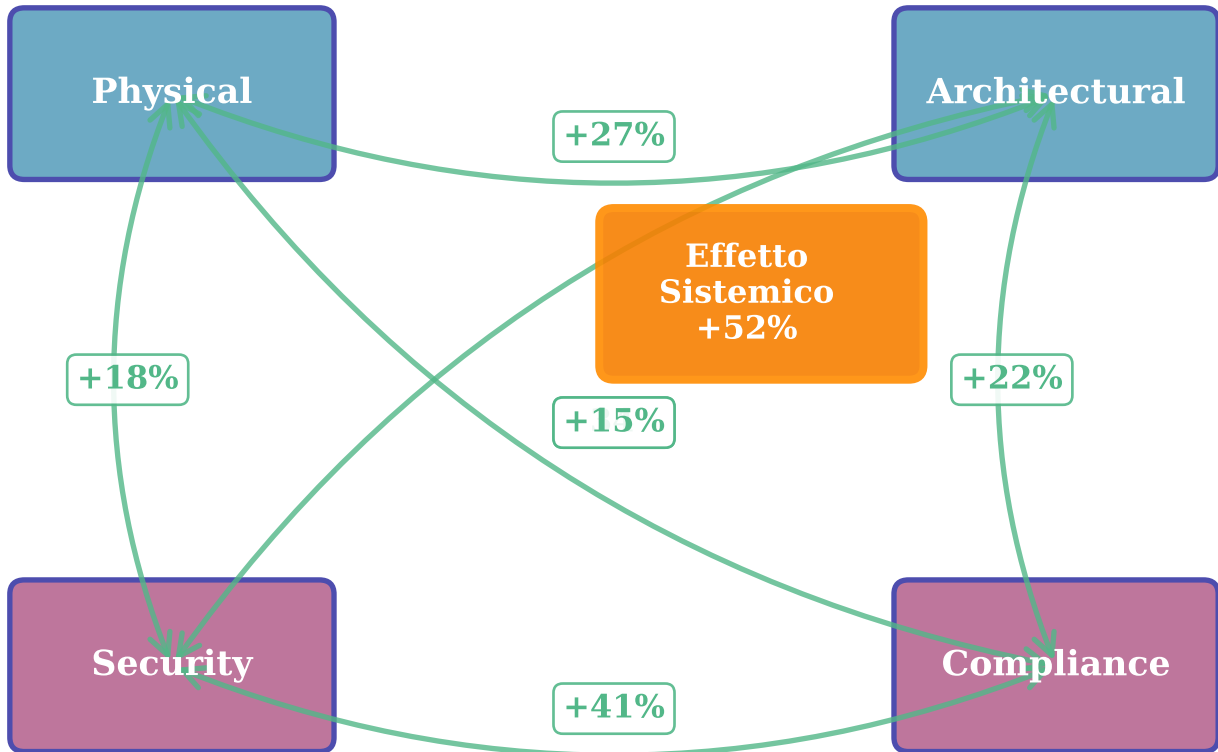 Physical
Architectural
+27%
Effetto
Sistemico
+52%
+18%
+22%
+15%
Security
Compliance
+41%